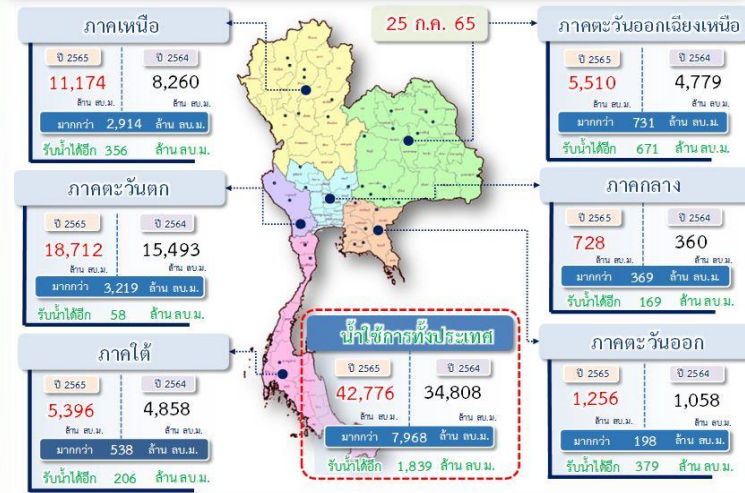 ภาคเหนือ
ปี 2565 ปี 2564
11,174 8,260
ล้าน ลบ.ม. ล้าน ลบ.ม.
มากกว่า 2,914 ล้าน ลบ.ม.
รับน้ำได้อีก 356 ล้าน ลบ.ม.
25 ก.ค. 65
ภาคตะวันออกเฉียงเหนือ
ปี 2565 ปี 2564
5,510 4,779
ล้าน ลบ.ม. ล้าน ลบ.ม.
มากกว่า 731 ล้าน ลบ.ม.
รับน้ำได้อีก 671 ล้าน ลบ.ม.
ภาคตะวันตก
ปี 2565 ปี 2564
18,712 15,493
ล้าน ลบ.ม. ล้าน ลบ.ม.
มากกว่า 3,219 ล้าน ลบ.ม.
รับน้ำได้อีก 58 ล้าน ลบ.ม.
ภาคกลาง
ปี 2565 ปี 2564
728 360
ล้าน ลบ.ม. ล้าน ลบ.ม.
มากกว่า 369 ล้าน ลบ.ม.
รับน้ำได้อีก 169 ล้าน ลบ.ม.
ภาคใต้
ปี 2565 ปี 2564
5,396 4,858
ล้าน ลบ.ม. ล้าน ลบ.ม.
มากกว่า 538 ล้าน ลบ.ม.
รับน้ำได้อีก 206 ล้าน ลบ.ม.
น้ำใช้การทั้งประเทศ
ปี 2565 ปี 2564
42,776 34,808
ล้าน ลบ.ม. ล้าน ลบ.ม.
มากกว่า 7,968 ล้าน ลบ.ม.
รับน้ำได้อีก 1,839 ล้าน ลบ.ม.
ภาคตะวันออก
ปี 2565 ปี 2564
1,256 1,058
ล้าน ลบ.ม. ล้าน ลบ.ม.
มากกว่า 198 ล้าน ลบ.ม.
รับน้ำได้อีก 379 ล้าน ลบ.ม.